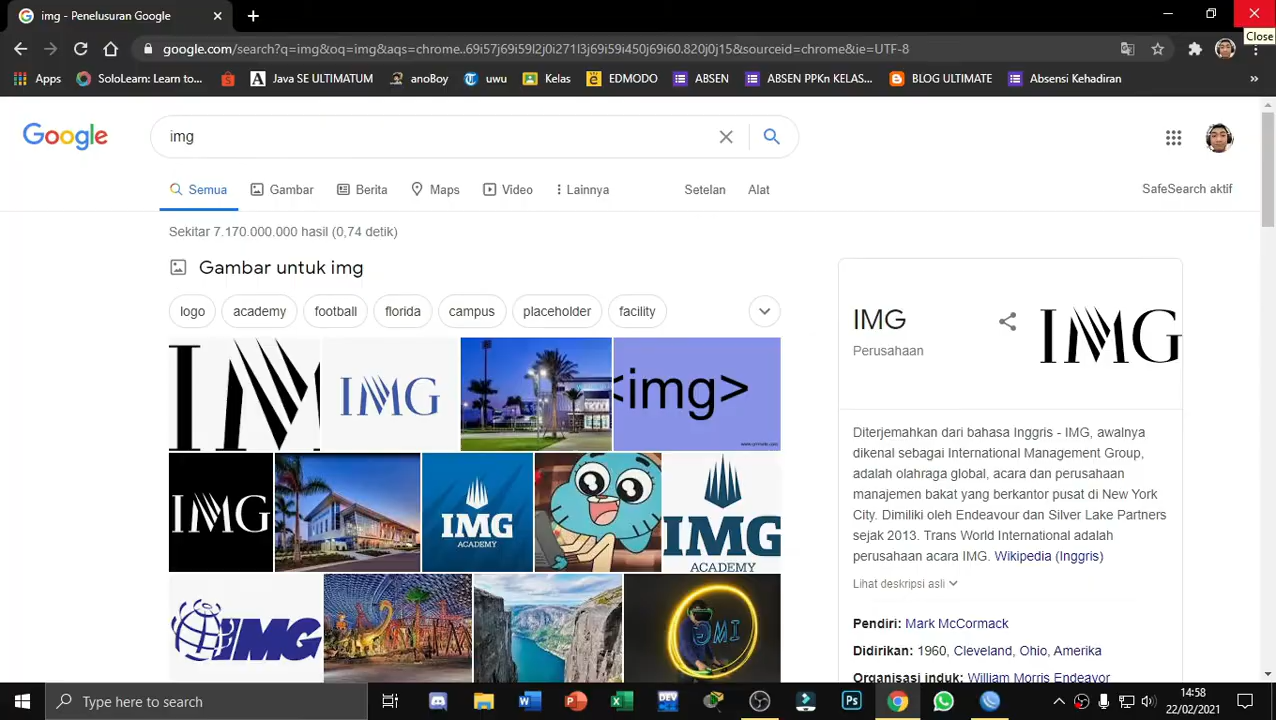 img - Penelusuran Google
Close
google.com/search?q=img&oq=img&aqs=chrome..69i57j69i59l2j0i271l3j69i59i450j69i60.820j0j15&sourceid=chrome&ie=UTF-8
Apps SoloLearn: Learn to... Java SE ULTIMATUM anoBoy uwu Kelas EDMODO ABSEN ABSEN PPKn KELAS... BLOG ULTIMATE Absensi Kehadiran »
Google
img
Semua Gambar Berita Maps Video Lainnya Setelan Alat SafeSearch aktif
Sekitar 7.170.000.000 hasil (0,74 detik)
Gambar untuk img
logo academy football florida campus placeholder facility
IMG
<img>
IMG
IMG
ACADEMY
IMG
ACADEMY
IMG
IMG
IMG
Perusahaan
IMG
Diterjemahkan dari bahasa Inggris - IMG, awalnya
dikenal sebagai International Management Group,
adalah olahraga global, acara dan perusahaan
manajemen bakat yang berkantor pusat di New York
City. Dimiliki oleh Endeavour dan Silver Lake Partners
sejak 2013. Trans World International adalah
perusahaan acara IMG. Wikipedia (Inggris)
Lihat deskripsi asli
Pendiri: Mark McCormack
Didirikan: 1960, Cleveland, Ohio, Amerika
Organisasi induk: William Morris Endeavor
Type here to search
14:58
22/02/2021